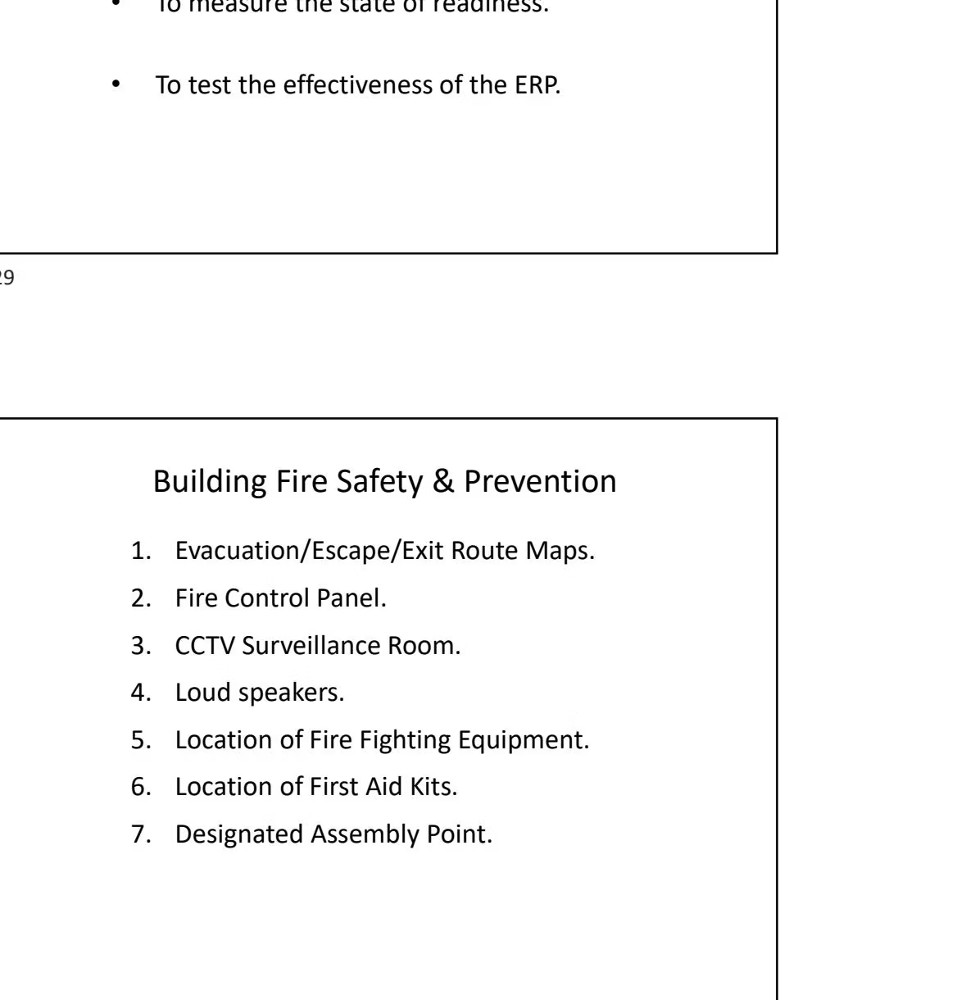 • To measure the state of readiness.
• To test the effectiveness of the ERP.
29
Building Fire Safety & Prevention
1. Evacuation/Escape/Exit Route Maps.
2. Fire Control Panel.
3. CCTV Surveillance Room.
4. Loud speakers.
5. Location of Fire Fighting Equipment.
6. Location of First Aid Kits.
7. Designated Assembly Point.